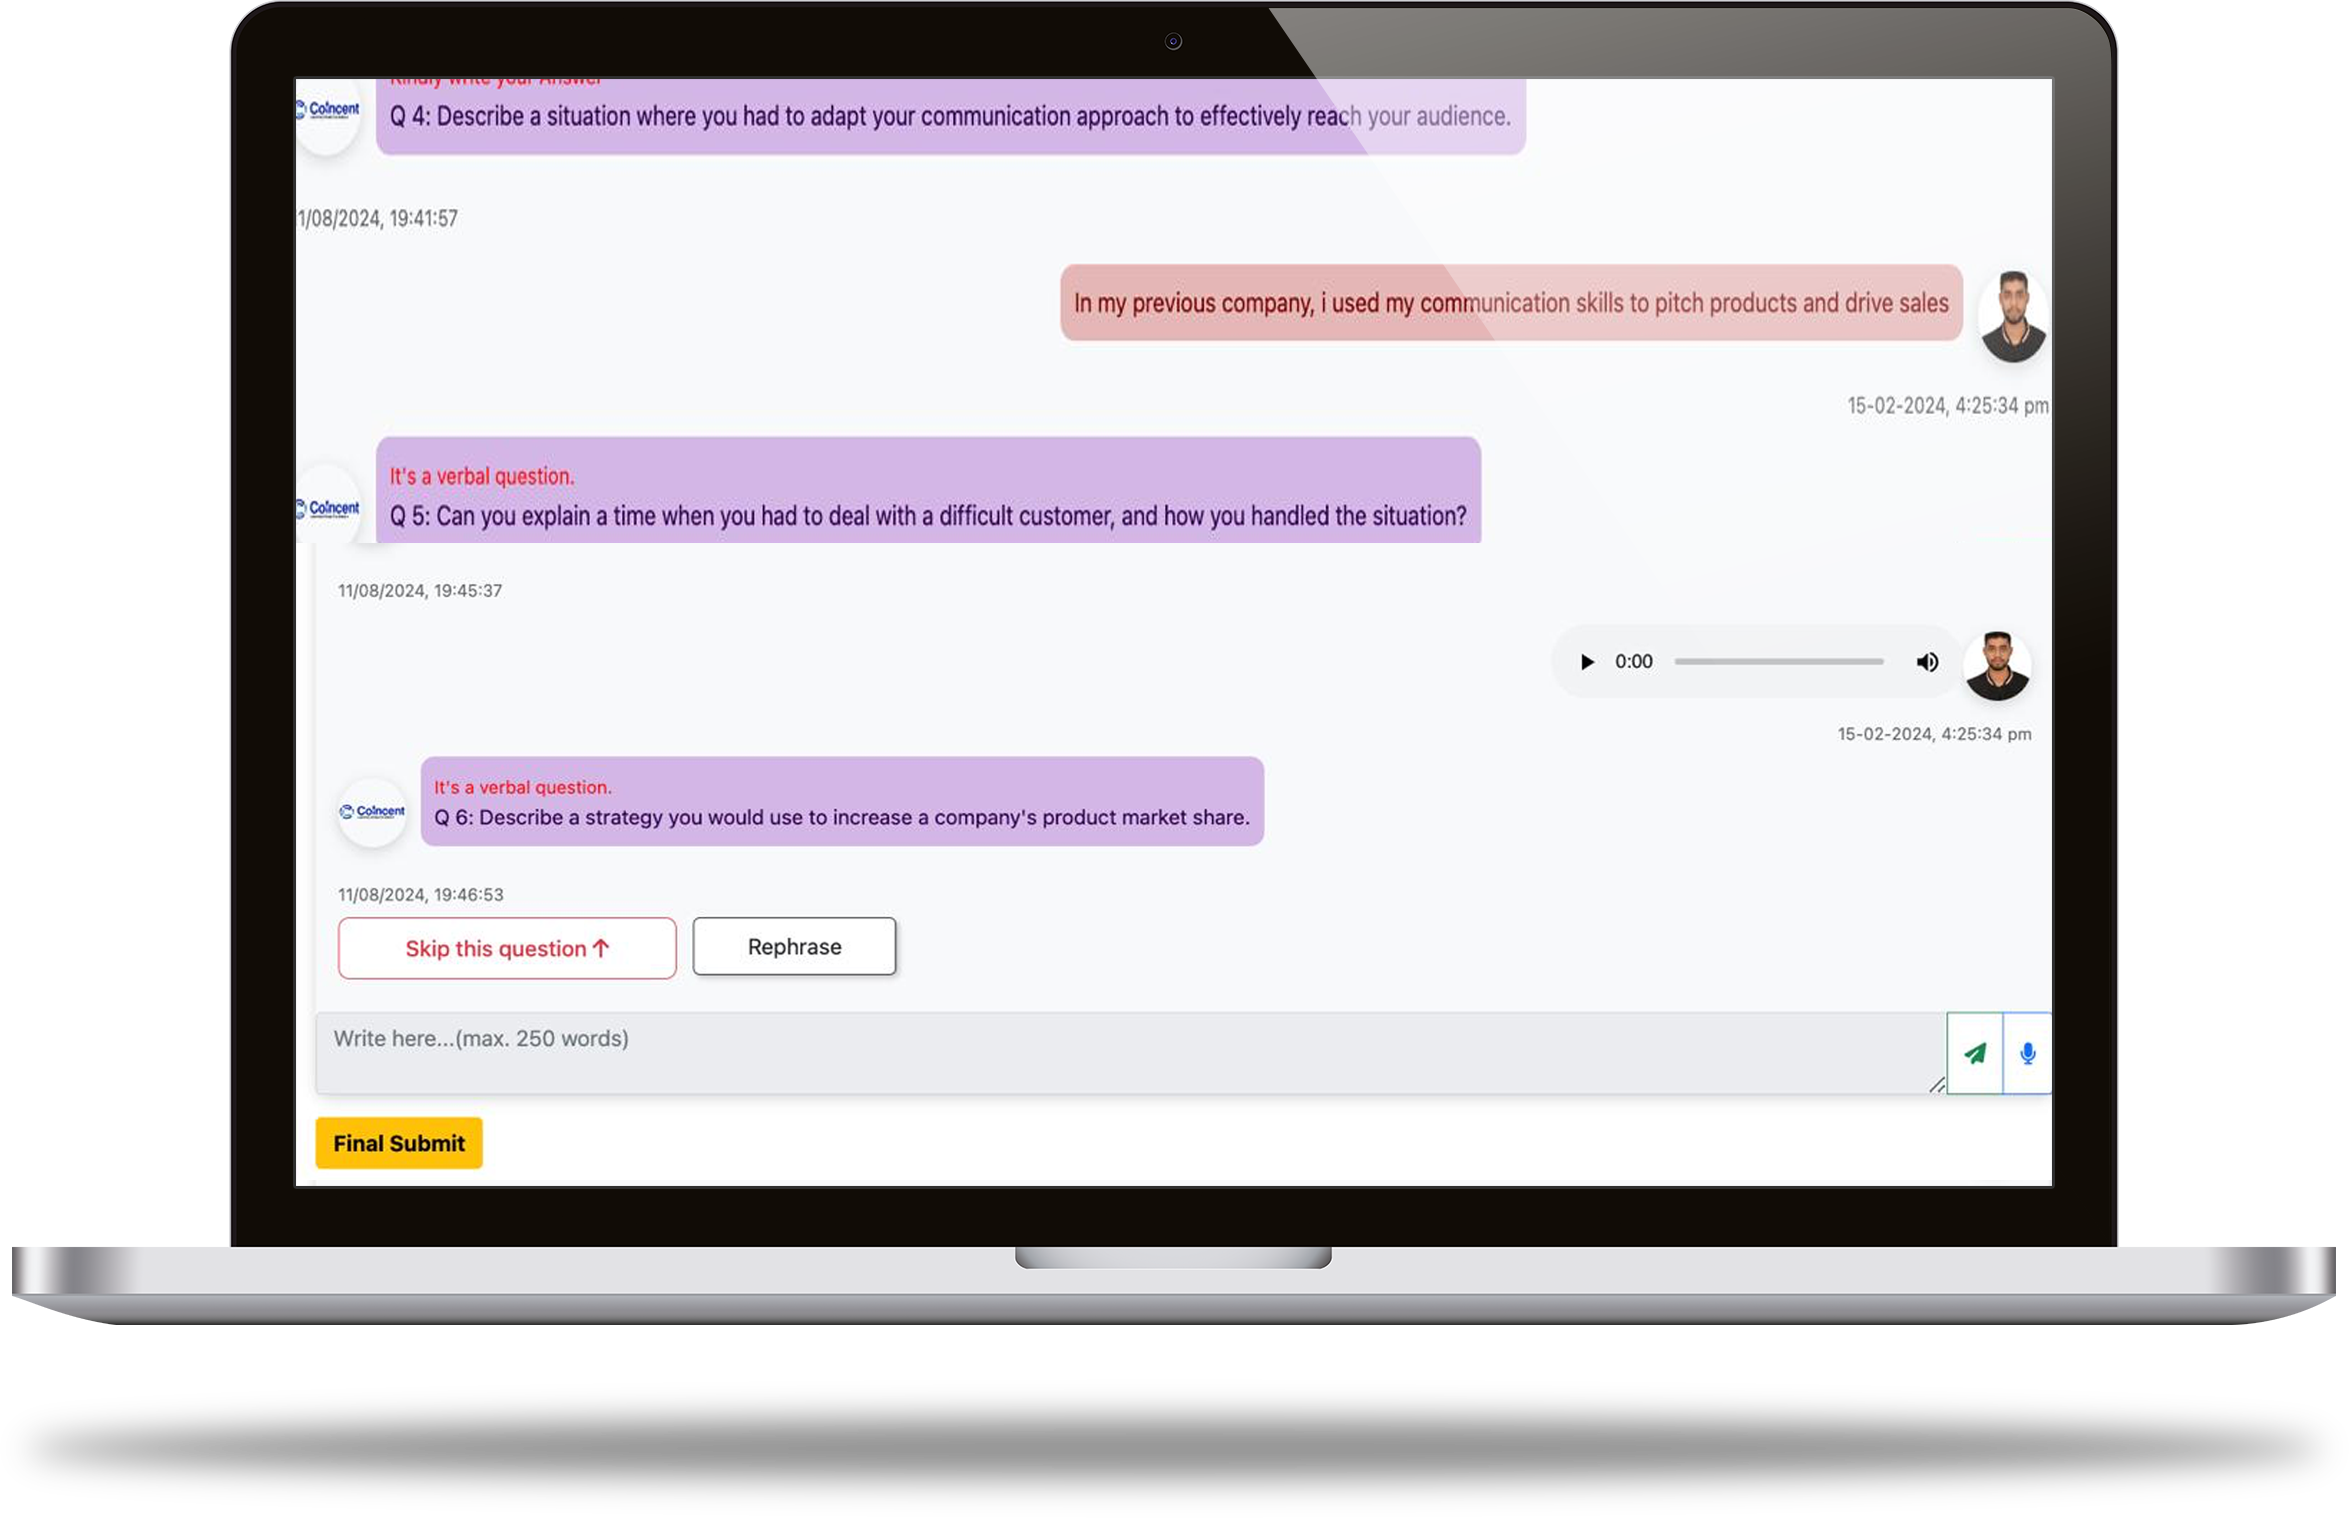 Kindly write your Answer
Coincent
Q 4: Describe a situation where you had to adapt your communication approach to effectively reach your audience.
1/08/2024, 19:41:57
In my previous company, i used my communication skills to pitch products and drive sales
15-02-2024, 4:25:34 pm
It's a verbal question.
Coincent
Q 5: Can you explain a time when you had to deal with a difficult customer, and how you handled the situation?
11/08/2024, 19:45:37
0:00
15-02-2024, 4:25:34 pm
It's a verbal question.
Coincent
Q 6: Describe a strategy you would use to increase a company's product market share.
11/08/2024, 19:46:53
Skip this question ↑
Rephrase
Write here...(max. 250 words)
Final Submit